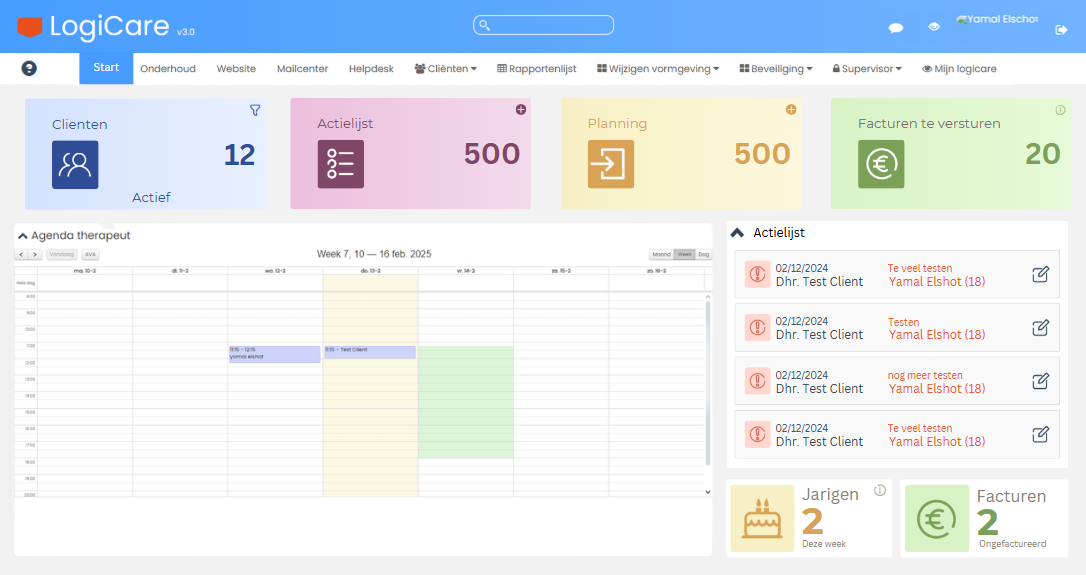 LogiCare v3.0
Yamal Elshot
Start Onderhoud Website Mailcenter Helpdesk Cliënten Rapportenlijst Wijzigen vormgeving Beveiliging Supervisor Mijn logicare
Clienten
12
Actief
Actielijst
500
Planning
500
Facturen te versturen
20
Agenda therapeut
Vandaag AVA
Week 7, 10 — 16 feb. 2025
Maand Week Dag
ma. 10-2 di. 11-2 wo. 12-2 do. 13-2 vr. 14-2 za. 15-2 zo. 16-2
8:00
9:00
10:00
11:00
11:15 - 12:15
yamal elshot
11:15 - Test Client
12:00
13:00
14:00
15:00
16:00
17:00
18:00
19:00
20:00
Actielijst
02/12/2024 Te veel testen
Dhr. Test Client Yamal Elshot (18)
02/12/2024 Testen
Dhr. Test Client Yamal Elshot (18)
02/12/2024 nog meer testen
Dhr. Test Client Yamal Elshot (18)
02/12/2024 Te veel testen
Dhr. Test Client Yamal Elshot (18)
Jarigen
2
Deze week
Facturen
2
Ongefactureerd